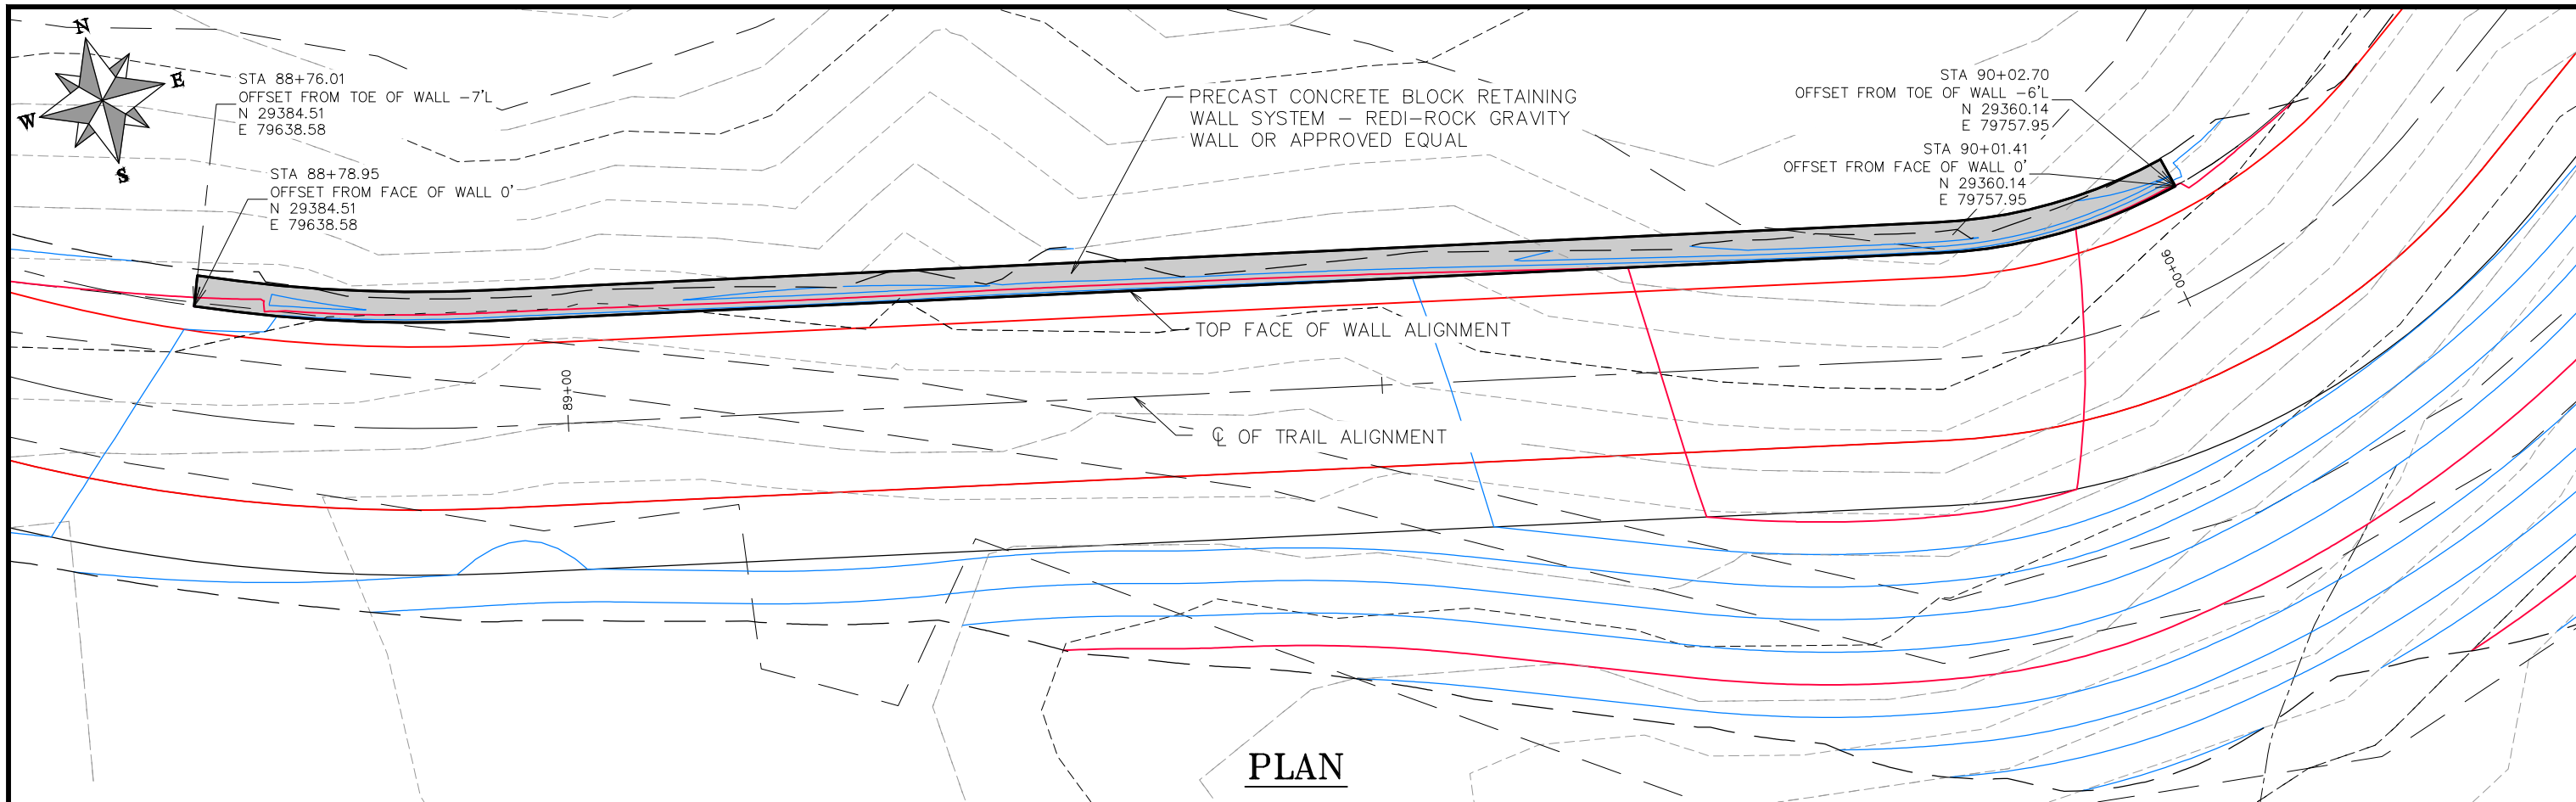 N
E
W
S
STA 88+76.01
OFFSET FROM TOE OF WALL -7'L
N 29384.51
E 79638.58
STA 88+78.95
OFFSET FROM FACE OF WALL 0'
N 29384.51
E 79638.58
PRECAST CONCRETE BLOCK RETAINING
WALL SYSTEM - REDI-ROCK GRAVITY
WALL OR APPROVED EQUAL
STA 90+02.70
OFFSET FROM TOE OF WALL -6'L
N 29360.14
E 79757.95
STA 90+01.41
OFFSET FROM FACE OF WALL 0'
N 29360.14
E 79757.95
90+00
TOP FACE OF WALL ALIGNMENT
89+00
℄ OF TRAIL ALIGNMENT
PLAN